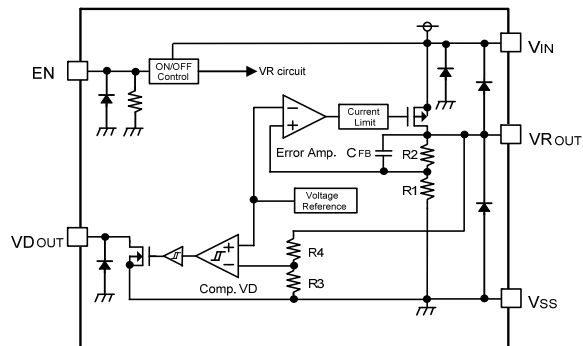 VIN
EN
ON/OFF
Control
VR circuit
Current
Limit
VROUT
Error Amp.
CFB
R2
R1
Voltage
Reference
VDOUT
R4
R3
Comp. VD
VSS